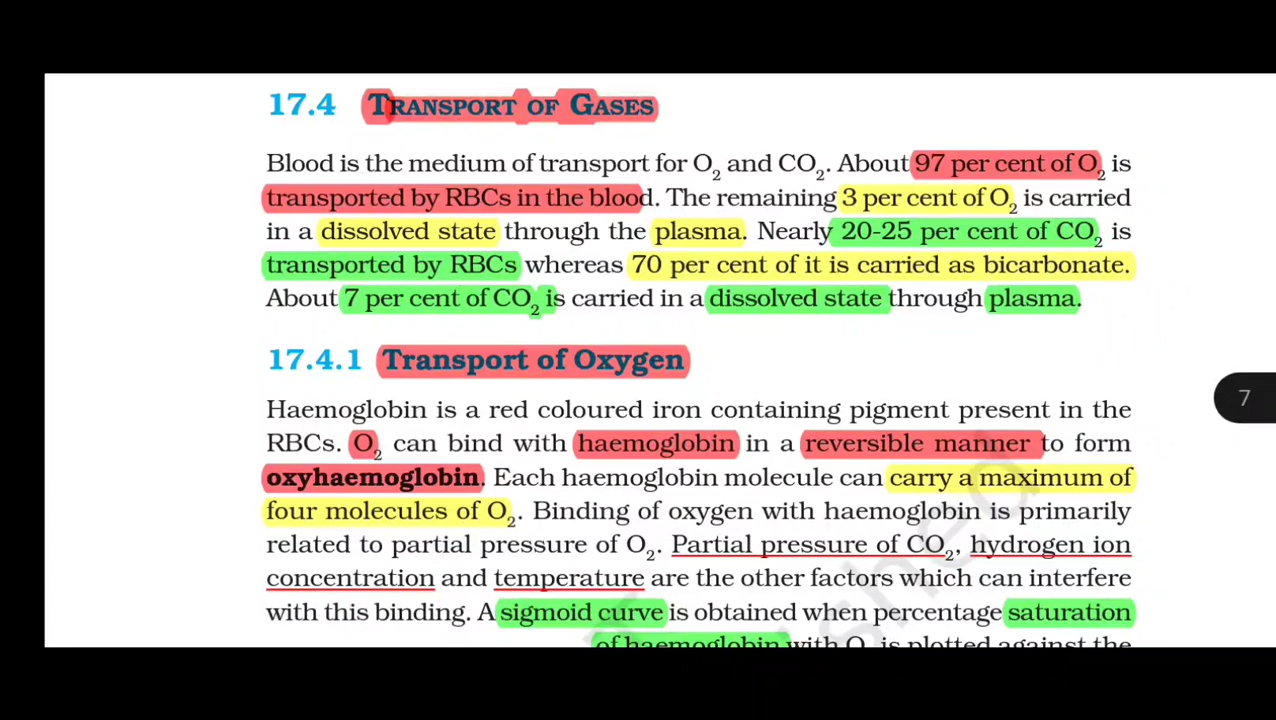 17.4 TRANSPORT OF GASES
Blood is the medium of transport for O₂ and CO₂. About 97 per cent of O₂ is
transported by RBCs in the blood. The remaining 3 per cent of O₂ is carried
in a dissolved state through the plasma. Nearly 20-25 per cent of CO₂ is
transported by RBCs whereas 70 per cent of it is carried as bicarbonate.
About 7 per cent of CO₂ is carried in a dissolved state through plasma.
17.4.1 Transport of Oxygen
Haemoglobin is a red coloured iron containing pigment present in the
RBCs. O₂ can bind with haemoglobin in a reversible manner to form
oxyhaemoglobin. Each haemoglobin molecule can carry a maximum of
four molecules of O₂. Binding of oxygen with haemoglobin is primarily
related to partial pressure of O₂. Partial pressure of CO₂, hydrogen ion
concentration and temperature are the other factors which can interfere
with this binding. A sigmoid curve is obtained when percentage saturation
of haemoglobin with O₂ is plotted against the
7